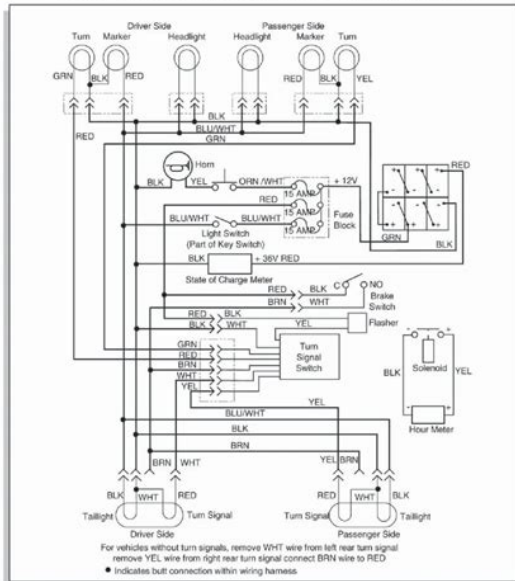 Driver Side Passenger Side
Turn Marker Headlight Headlight Marker Turn
GRN BLK RED RED BLK YEL
BLK
RED BLU/WHT
GRN
Horn
BLK YEL ORN/WHT 15 AMP + 12V RED
RED 15 AMP
BLU/WHT BLU/WHT 15 AMP Fuse
Block
GRN BLK
Light Switch
(Part of Key Switch)
BLK + 36V RED
State of Charge Meter
RED BLK C NO
BRN WHT Brake
Switch
RED BLK
BLK WHT YEL Flasher
GRN
RED Turn
BRN Signal
WHT Switch
YEL
Solenoid
BLK YEL
Hour Meter
YEL
BLU/WHT
BLK
BRN
BRN WHT YEL BRN
BLK WHT RED RED WHT BLK
Taillight Turn Signal Turn Signal Taillight
Driver Side Passenger Side
For vehicles without turn signals, remove WHT wire from left rear turn signal
remove YEL wire from right rear turn signal connect BRN wire to RED
● Indicates butt connection within wiring harness